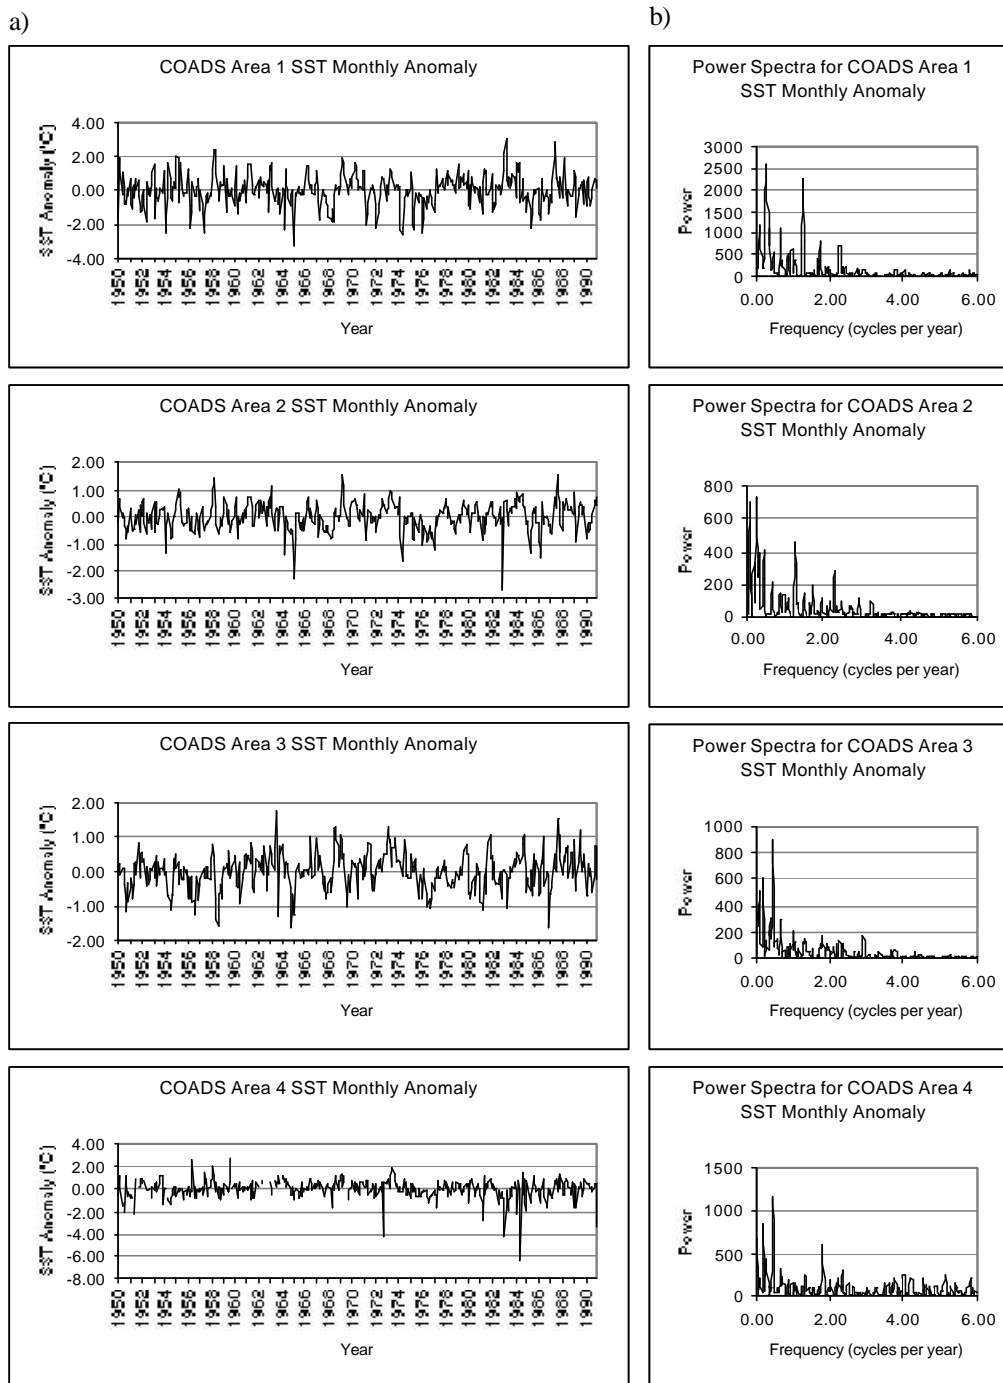 a)
COADS Area 1 SST Monthly Anomaly
SST Anomaly (°C)
4.00
2.00
0.00
-2.00
-4.00
1950 1952 1954 1956 1958 1960 1962 1964 1966 1968 1970 1972 1974 1976 1978 1980 1982 1984 1986 1988 1990
Year
COADS Area 2 SST Monthly Anomaly
SST Anomaly (°C)
2.00
1.00
0.00
-1.00
-2.00
-3.00
1950 1952 1954 1956 1958 1960 1962 1964 1966 1968 1970 1972 1974 1976 1978 1980 1982 1984 1986 1988 1990
Year
COADS Area 3 SST Monthly Anomaly
SST Anomaly (°C)
2.00
1.00
0.00
-1.00
-2.00
1950 1952 1954 1956 1958 1960 1962 1964 1966 1968 1970 1972 1974 1976 1978 1980 1982 1984 1986 1988 1990
Year
COADS Area 4 SST Monthly Anomaly
SST Anomaly (°C)
4.00
2.00
0.00
-2.00
-4.00
-6.00
-8.00
1950 1952 1954 1956 1958 1960 1962 1964 1966 1968 1970 1972 1974 1976 1978 1980 1982 1984 1986 1988 1990
Year
b)
Power Spectra for COADS Area 1
SST Monthly Anomaly
Power
3000
2500
2000
1500
1000
500
0
0.00 2.00 4.00 6.00
Frequency (cycles per year)
Power Spectra for COADS Area 2
SST Monthly Anomaly
Power
800
600
400
200
0
0.00 2.00 4.00 6.00
Frequency (cycles per year)
Power Spectra for COADS Area 3
SST Monthly Anomaly
Power
1000
800
600
400
200
0
0.00 2.00 4.00 6.00
Frequency (cycles per year)
Power Spectra for COADS Area 4
SST Monthly Anomaly
Power
1500
1000
500
0
0.00 2.00 4.00 6.00
Frequency (cycles per year)